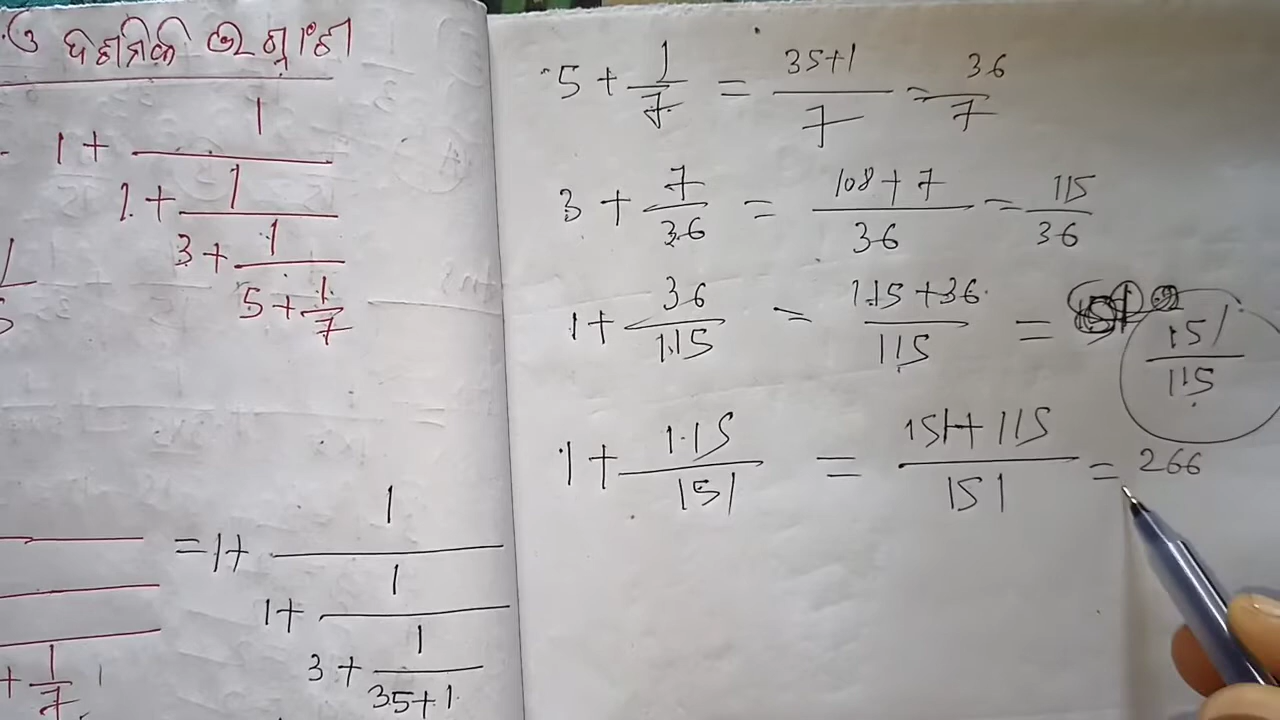 ଦିହାଳିକି ଭଗ୍ନାଂଶ
1 + 1
1 + 1
3 + 1
5 + 1/7
= 1 + 1
1 + 1
3 + 1
35+1
+ 1/7
5 + 1/7 = 35+1/7 = 36/7
3 + 7/36 = 108+7/36 = 115/36
1 + 36/115 = 115+36/115 = 151/115
1 + 115/151 = 151+115/151 = 266